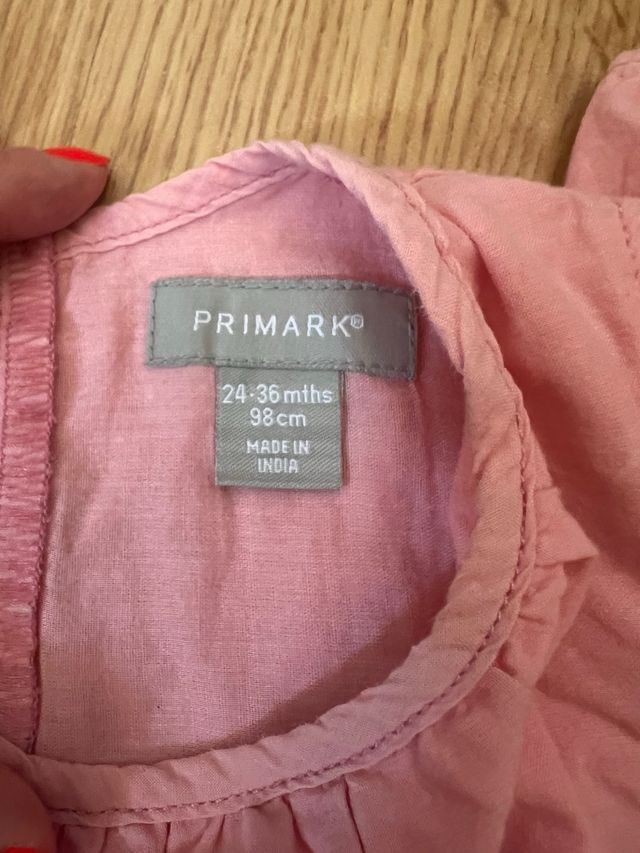 PRIMARK®
24-36 mths
98cm
MADE IN
INDIA